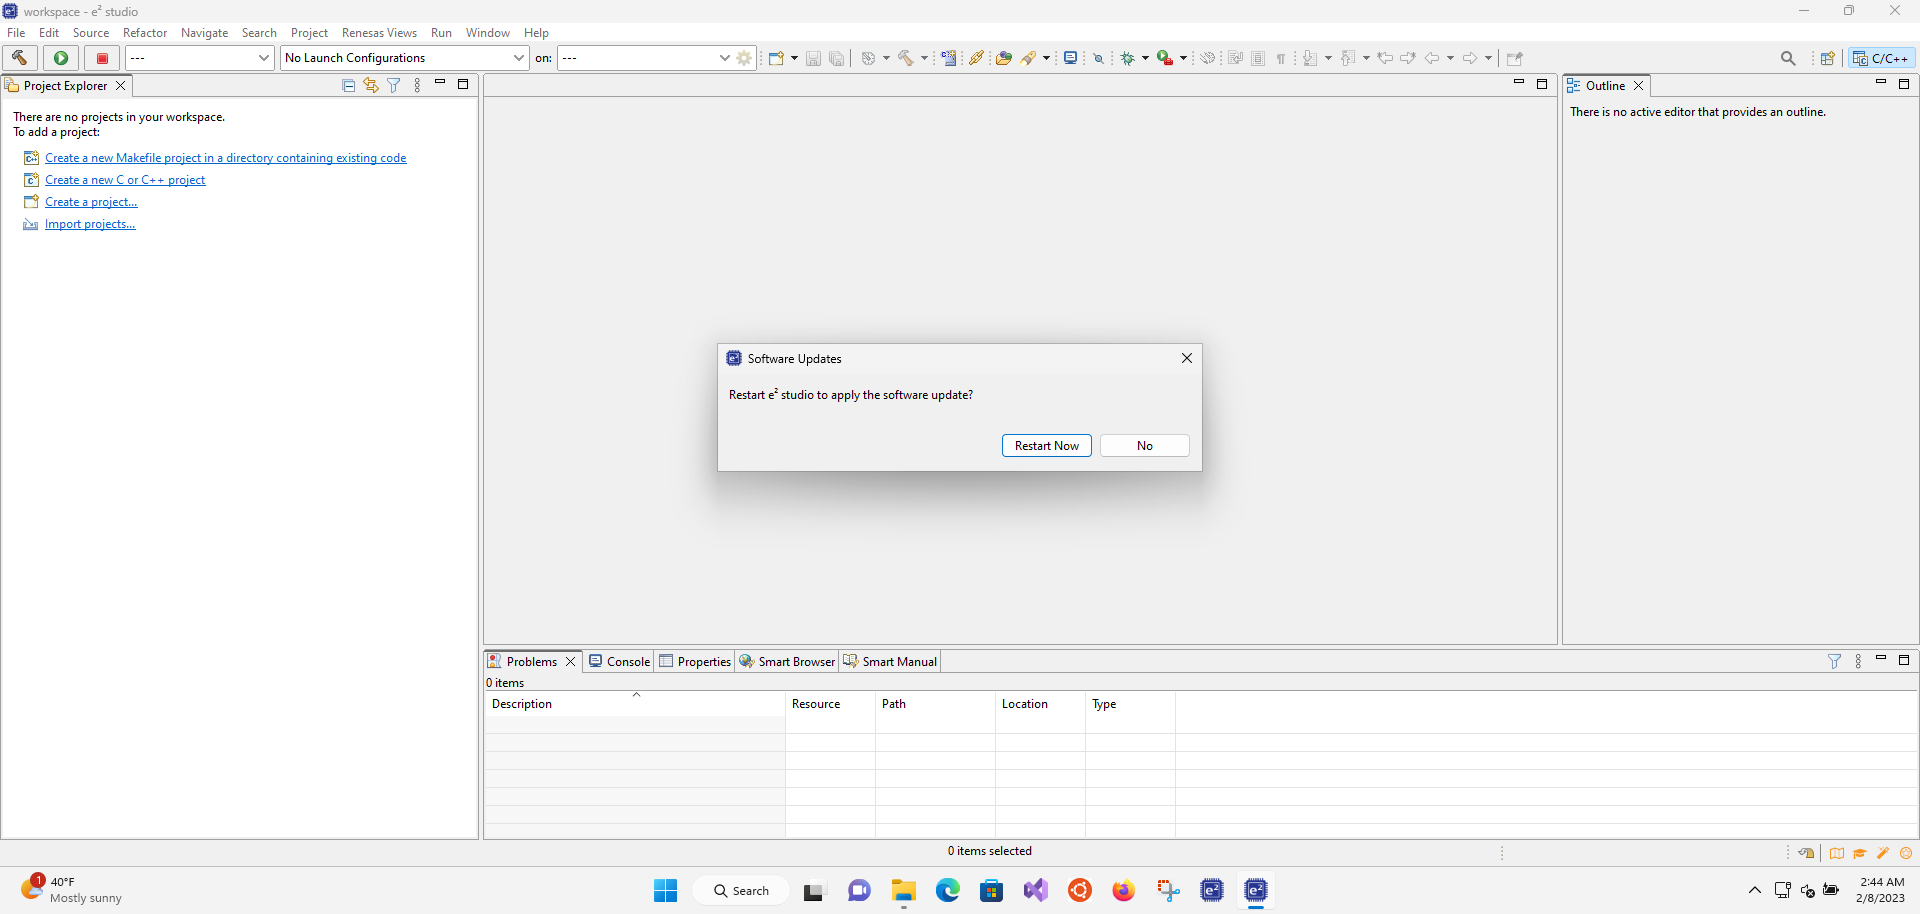 workspace - e² studio
File Edit Source Refactor Navigate Search Project Renesas Views Run Window Help
--- No Launch Configurations on: --- C/C++
Project Explorer
Outline
There are no projects in your workspace.
To add a project:
Create a new Makefile project in a directory containing existing code
Create a new C or C++ project
Create a project...
Import projects...
There is no active editor that provides an outline.
Software Updates
Restart e² studio to apply the software update?
Restart Now No
Problems Console Properties Smart Browser Smart Manual
0 items
Description Resource Path Location Type
0 items selected
1
40°F
Mostly sunny
Search
e² e²
2:44 AM
2/8/2023